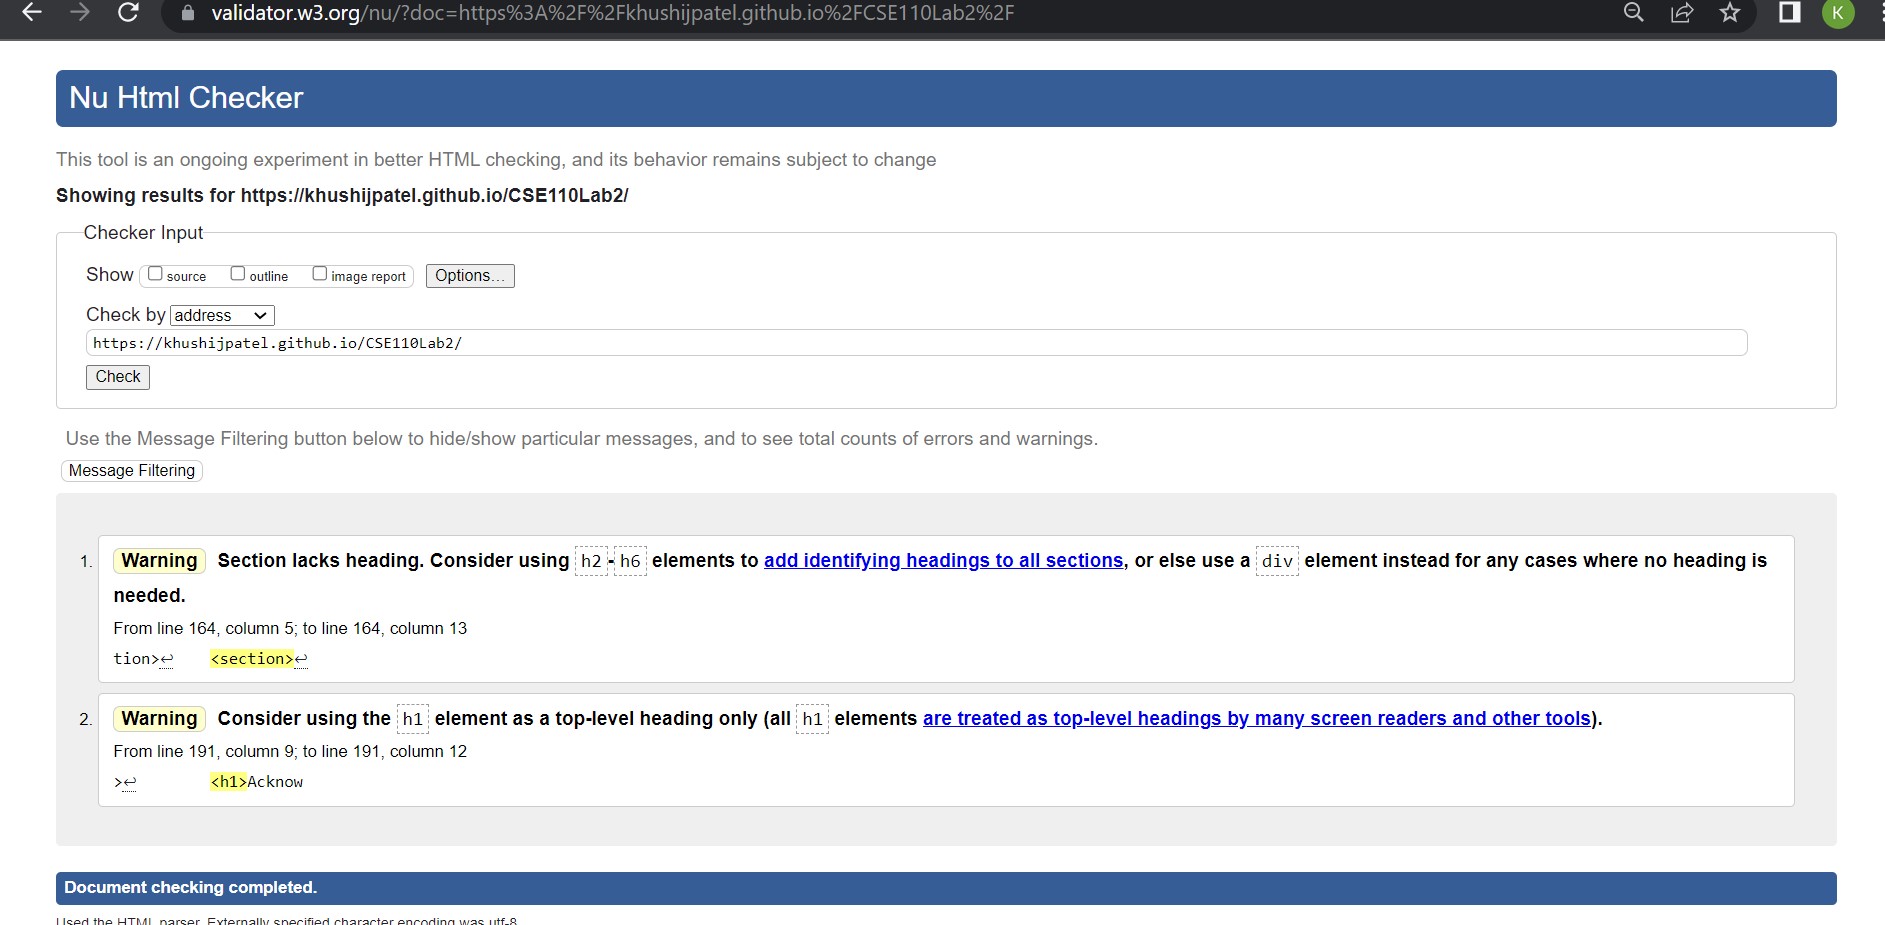 validator.w3.org/nu/?doc=https%3A%2F%2Fkhushijpatel.github.io%2FCSE110Lab2%2F
K
Nu Html Checker
This tool is an ongoing experiment in better HTML checking, and its behavior remains subject to change
Showing results for https://khushijpatel.github.io/CSE110Lab2/
Checker Input
Show source outline image report Options...
Check by address
https://khushijpatel.github.io/CSE110Lab2/
Check
Use the Message Filtering button below to hide/show particular messages, and to see total counts of errors and warnings.
Message Filtering
1. Warning Section lacks heading. Consider using h2-h6 elements to add identifying headings to all sections, or else use a div element instead for any cases where no heading is
needed.
From line 164, column 5; to line 164, column 13
tion>↩ <section>↩
2. Warning Consider using the h1 element as a top-level heading only (all h1 elements are treated as top-level headings by many screen readers and other tools).
From line 191, column 9; to line 191, column 12
>↩ <h1>Acknow
Document checking completed.
Used the HTML parser. Externally specified character encoding was utf-8.